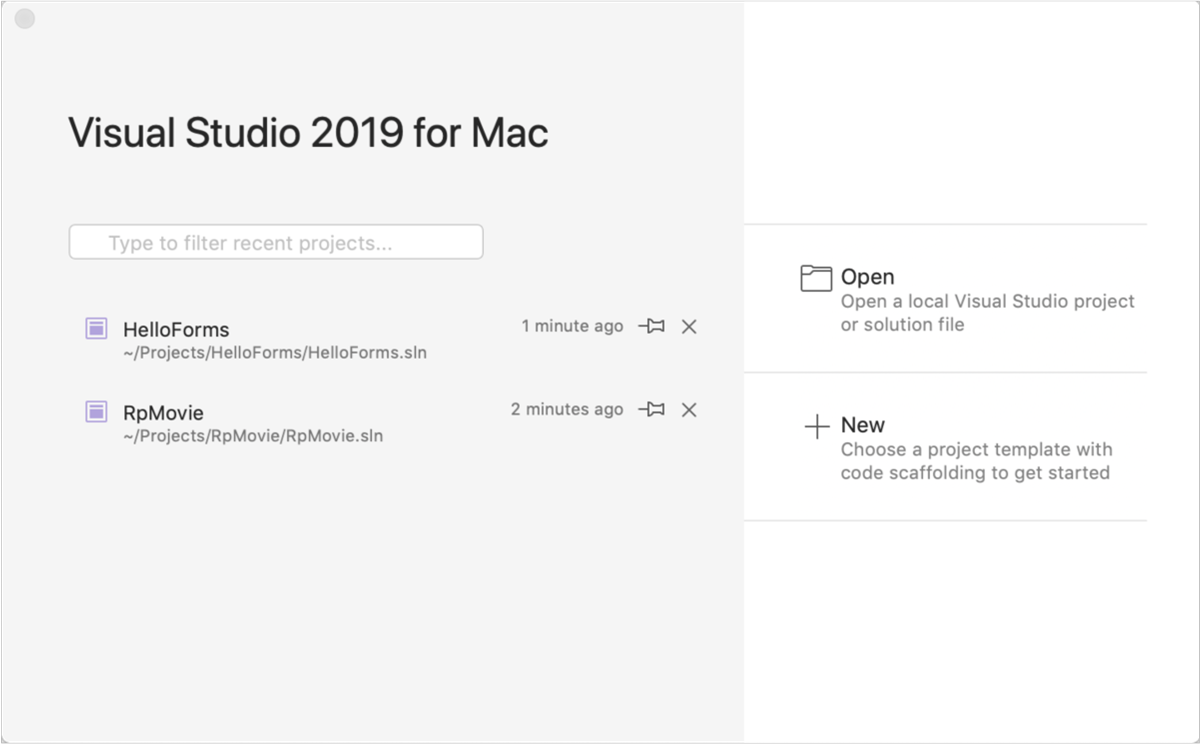 Visual Studio 2019 for Mac
Type to filter recent projects...
HelloForms
1 minute ago
~/Projects/HelloForms/HelloForms.sln
RpMovie
2 minutes ago
~/Projects/RpMovie/RpMovie.sln
Open
Open a local Visual Studio project
or solution file
New
Choose a project template with
code scaffolding to get started